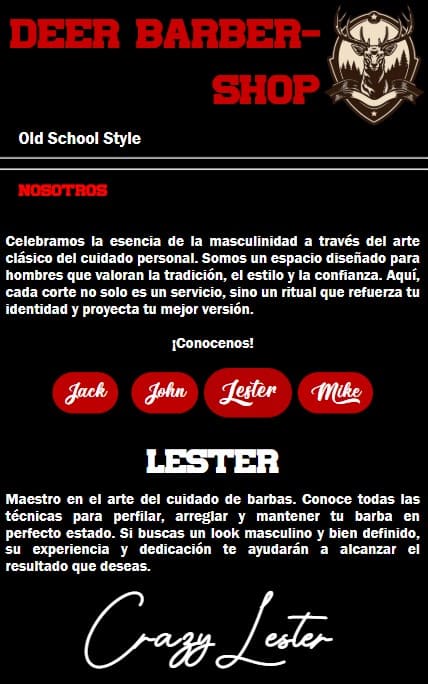 DEER BARBER-
SHOP
Old School Style
NOSOTROS
Celebramos la esencia de la masculinidad a través del arte
clásico del cuidado personal. Somos un espacio diseñado para
hombres que valoran la tradición, el estilo y la confianza. Aquí,
cada corte no solo es un servicio, sino un ritual que refuerza tu
identidad y proyecta tu mejor versión.
¡Conocenos!
Jack John Lester Mike
LESTER
Maestro en el arte del cuidado de barbas. Conoce todas las
técnicas para perfilar, arreglar y mantener tu barba en
perfecto estado. Si buscas un look masculino y bien definido,
su experiencia y dedicación te ayudarán a alcanzar el
resultado que deseas.
Crazy Lester